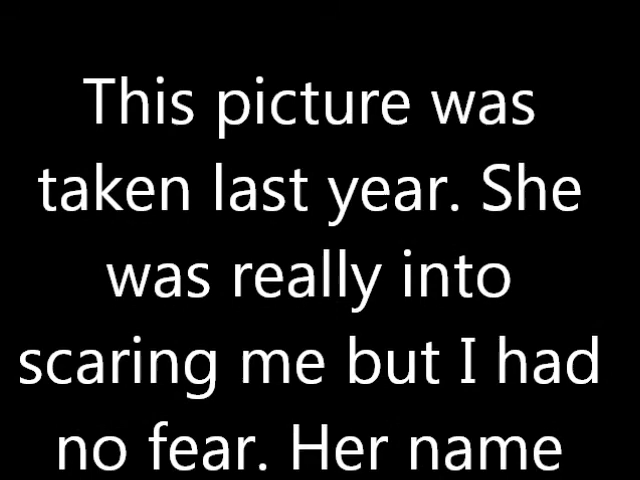 This picture was
taken last year. She
was really into
scaring me but I had
no fear. Her name